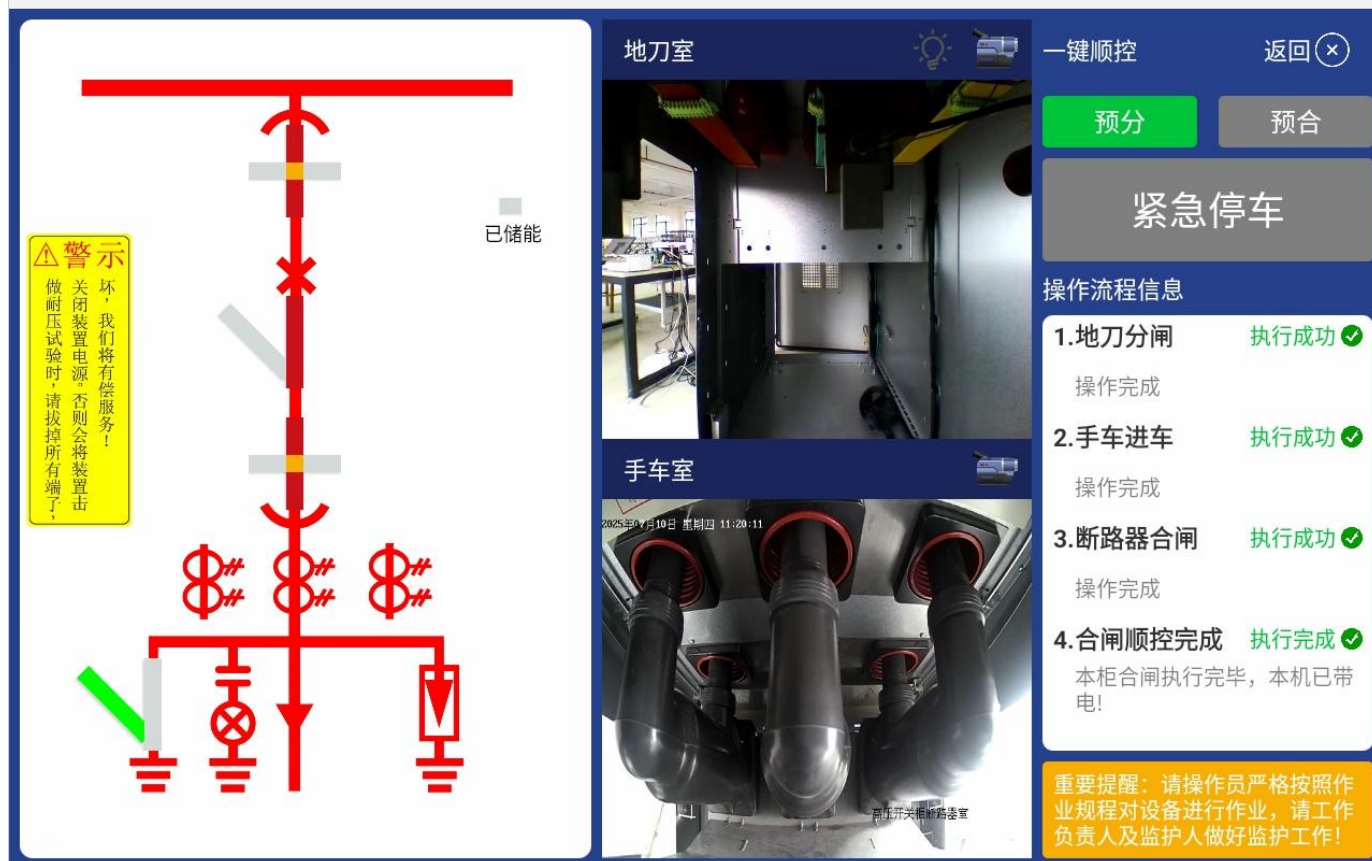 已储能
⚠警示
做耐压试验时,请拔掉所有端了,
关闭装置电源。否则会将装置击
坏,我们将有偿服务!
地刀室
手车室
2025年07月10日 星期四 11:20:11
高压开关柜断路器室
一键顺控
返回
预分
预合
紧急停车
操作流程信息
1.地刀分闸 执行成功
操作完成
2.手车进车 执行成功
操作完成
3.断路器合闸 执行成功
操作完成
4.合闸顺控完成 执行完成
本柜合闸执行完毕，本机已带
电!
重要提醒：请操作员严格按照作
业规程对设备进行作业，请工作
负责人及监护人做好监护工作！